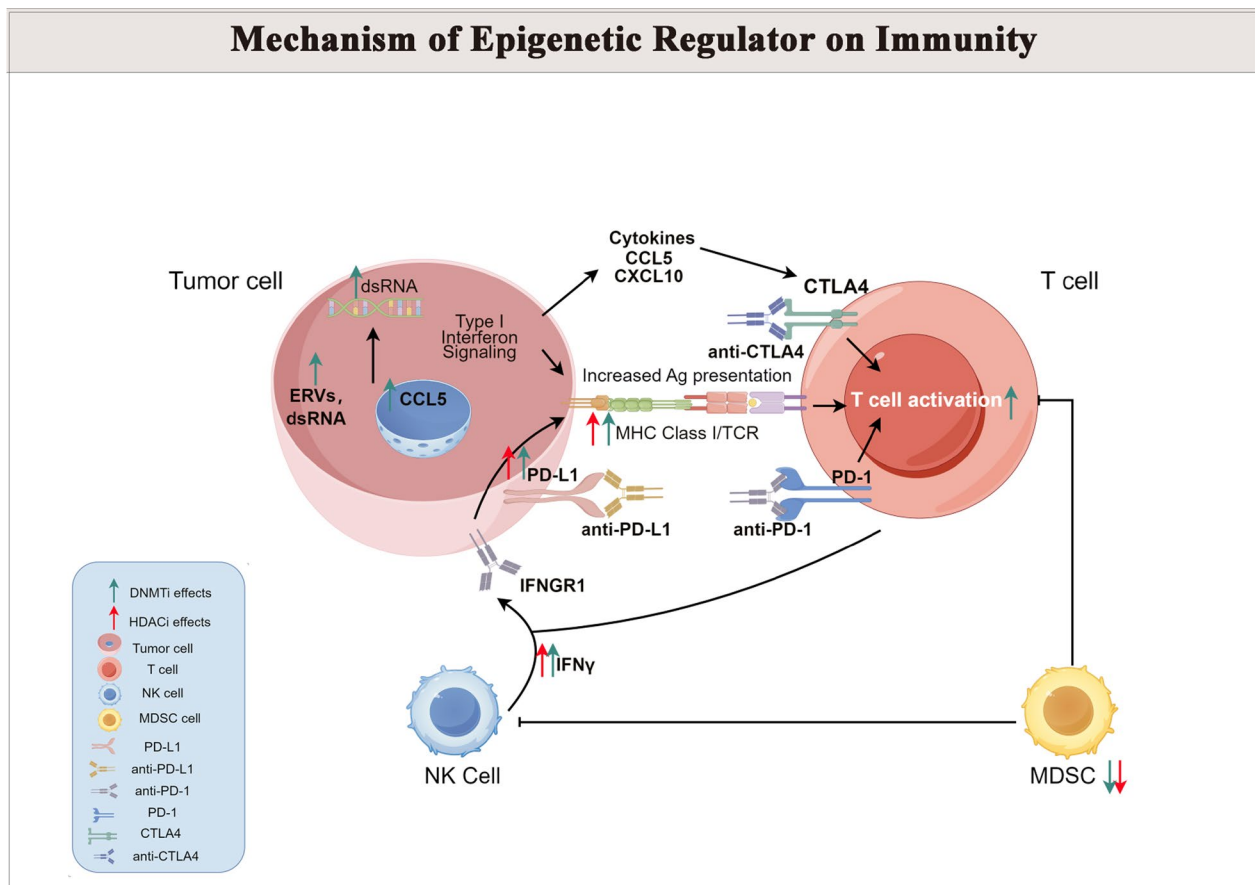 Mechanism of Epigenetic Regulator on Immunity
Tumor cell
dsRNA
Type I
Interferon
Signaling
ERVs,
dsRNA
CCL5
Cytokines
CCL5
CXCL10
CTLA4
T cell
anti-CTLA4
Increased Ag presentation
T cell activation
MHC Class I/TCR
PD-L1
PD-1
anti-PD-L1
anti-PD-1
IFNGR1
IFNγ
NK Cell
MDSC
DNMTi effects
HDACi effects
Tumor cell
T cell
NK cell
MDSC cell
PD-L1
anti-PD-L1
anti-PD-1
PD-1
CTLA4
anti-CTLA4